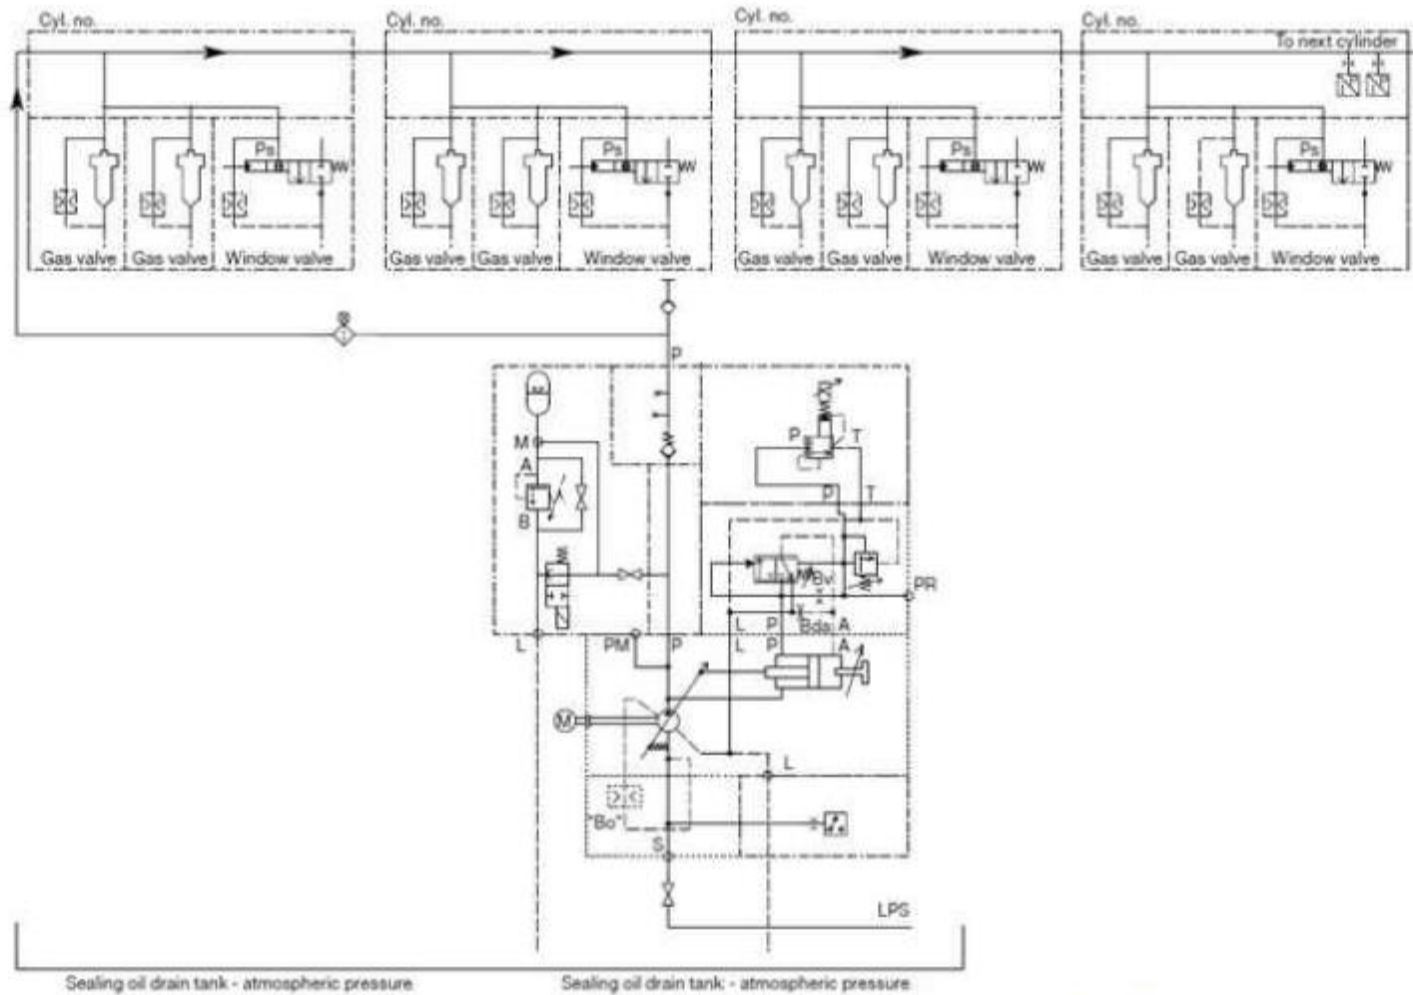 Cyl. no.
Cyl. no.
Cyl. no.
Cyl. no.
To next cylinder
Ps
Ps
Ps
Ps
Gas valve
Gas valve
Window valve
Gas valve
Gas valve
Window valve
Gas valve
Gas valve
Window valve
Gas valve
Gas valve
Window valve
P
M
A
B
P
T
P
T
Bv
PR
L
P
Bda
A
L
PM
P
L
P
A
M
L
"Bo"
S
LPS
Sealing oil drain tank - atmospheric pressure
Sealing oil drain tank - atmospheric pressure